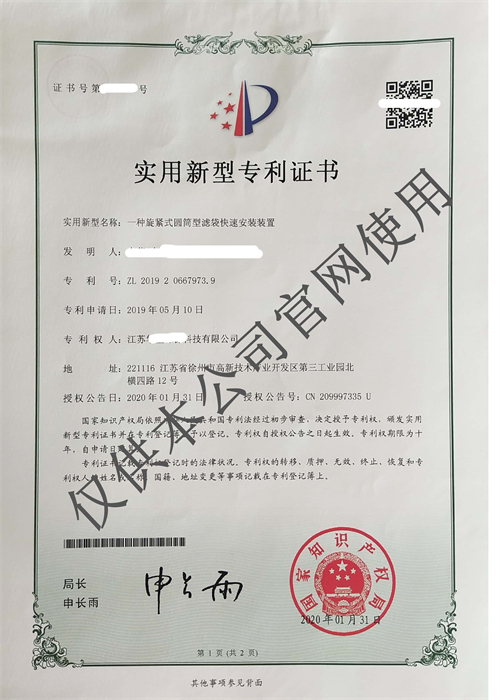 证书号第 号
实用新型专利证书
实用新型名称：一种旋紧式圆筒型滤袋快速安装装置
发 明 人：
专 利 号：ZL 2019 2 0667973.9
专利申请日：2019年05月10日
专 利 权 人：江苏 科技有限公司
地 址：221116 江苏省徐州市高新技术产业开发区第三工业园北
横四路12号
授权公告日：2020年01月31日 授权公告号：CN 209997335 U
国家知识产权局依照中华人民共和国专利法经过初步审查，决定授予专利权，颁发实用
新型专利证书并在专利登记簿上予以登记。专利权自授权公告之日起生效。专利权期限为十
年，自申请日起算。
专利证书记载专利权登记时的法律状况。专利权的转移、质押、无效、终止、恢复和专
利权人的姓名或名称、国籍、地址变更等事项记载在专利登记簿上。
局长
申长雨
申长雨
国家知识产权局
2020年01月31日
第 1 页 (共 2 页)
其他事项参见背面
仅供本公司官网使用